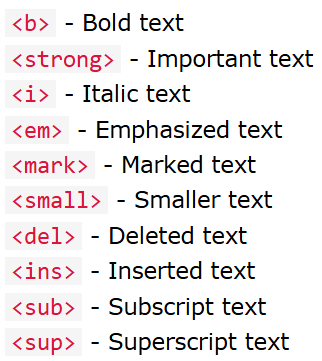 <b> - Bold text
<strong> - Important text
<i> - Italic text
<em> - Emphasized text
<mark> - Marked text
<small> - Smaller text
<del> - Deleted text
<ins> - Inserted text
<sub> - Subscript text
<sup> - Superscript text